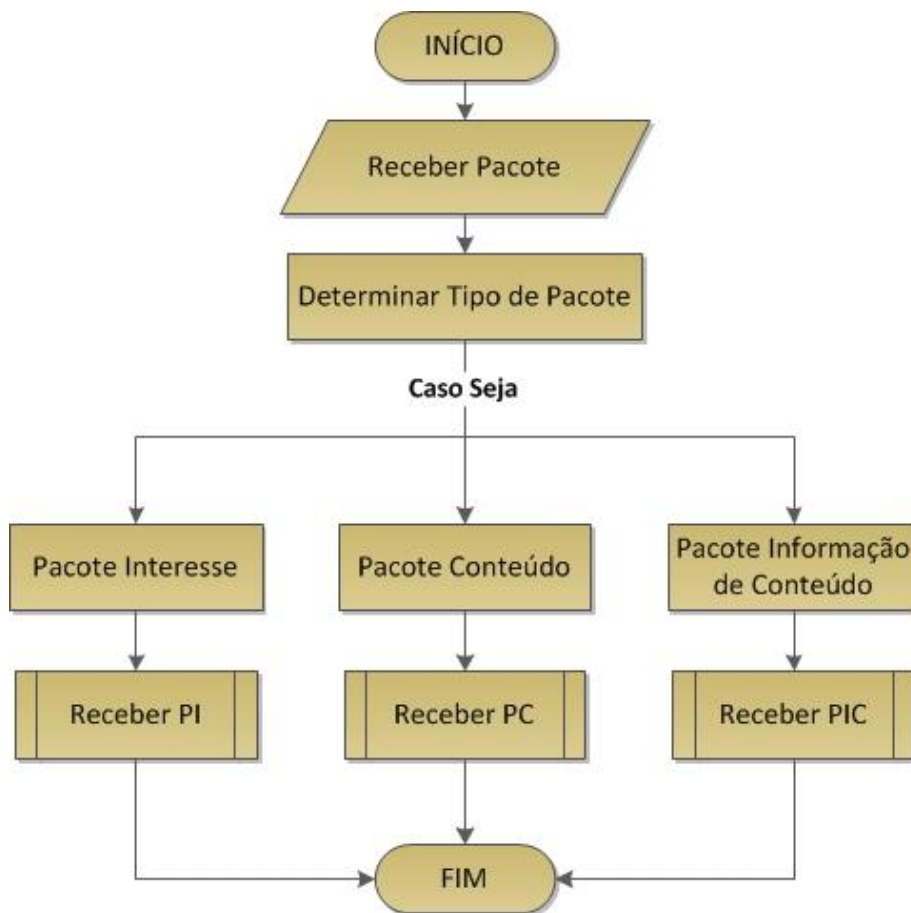 INÍCIO
Receber Pacote
Determinar Tipo de Pacote
Caso Seja
Pacote Interesse
Pacote Conteúdo
Pacote Informação
de Conteúdo
Receber PI
Receber PC
Receber PIC
FIM